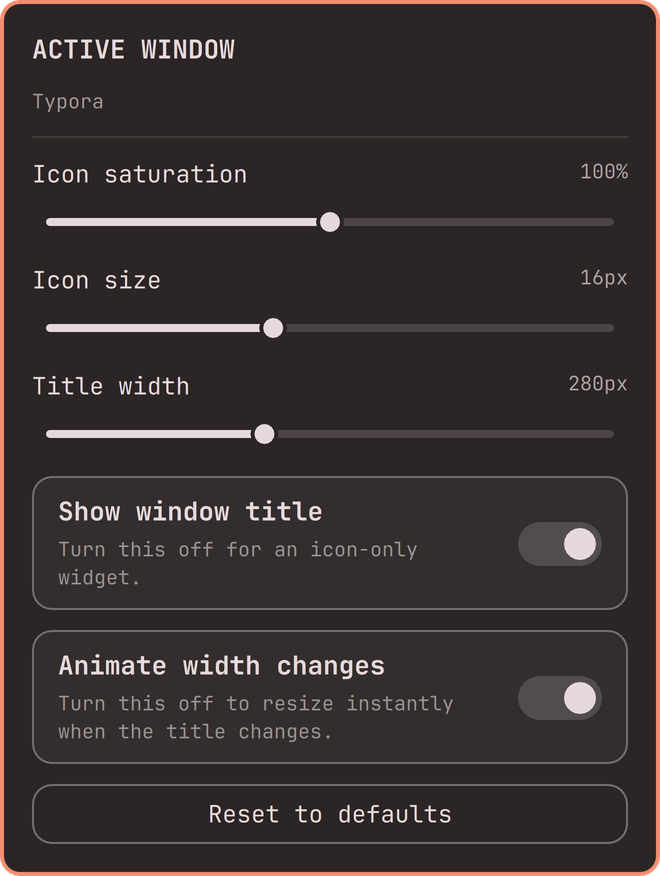 ACTIVE WINDOW
Typora
Icon saturation 100%
Icon size 16px
Title width 280px
Show window title
Turn this off for an icon-only
widget.
Animate width changes
Turn this off to resize instantly
when the title changes.
Reset to defaults